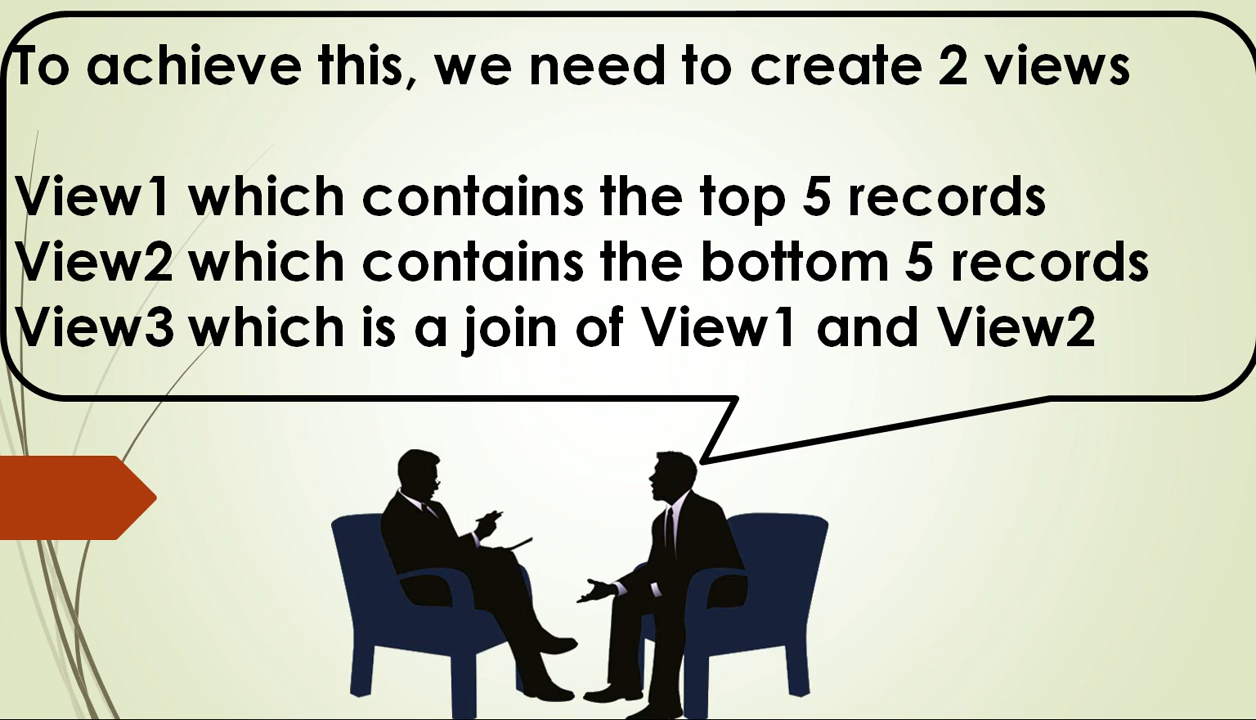 To achieve this, we need to create 2 views
View1 which contains the top 5 records
View2 which contains the bottom 5 records
View3 which is a join of View1 and View2